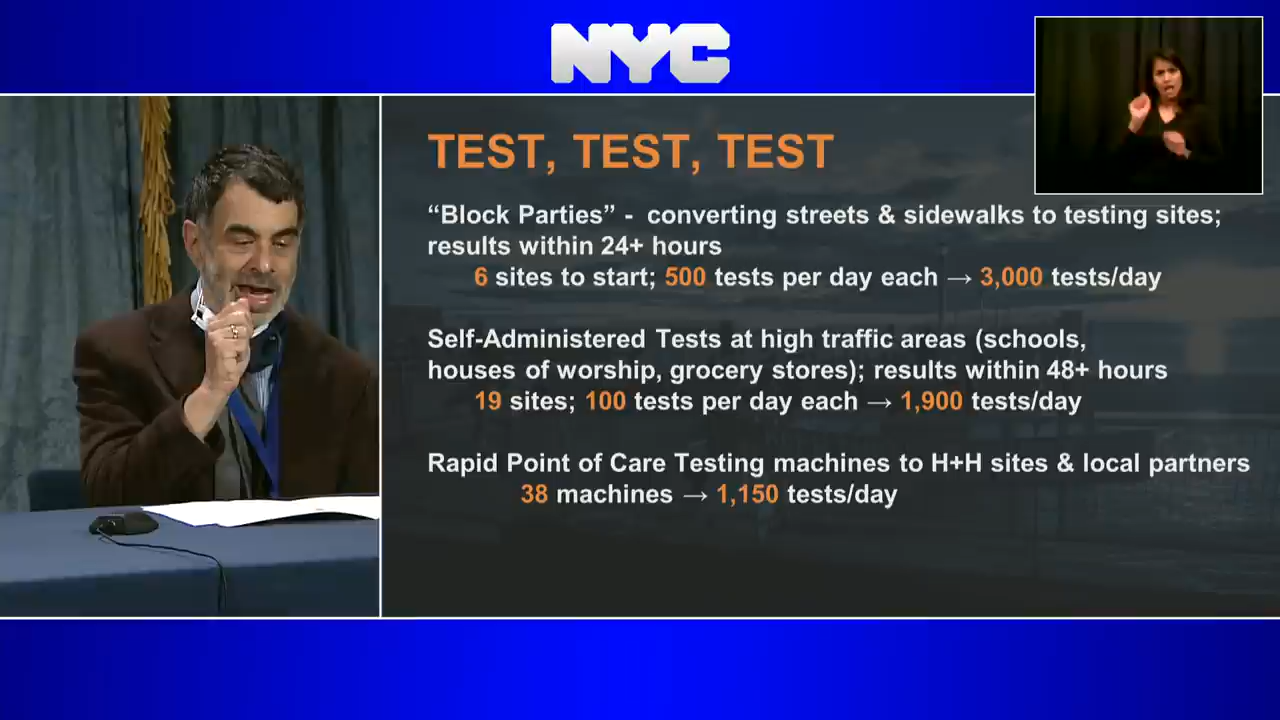 NYC
TEST, TEST, TEST
“Block Parties” - converting streets & sidewalks to testing sites;
results within 24+ hours
6 sites to start; 500 tests per day each → 3,000 tests/day
Self-Administered Tests at high traffic areas (schools,
houses of worship, grocery stores); results within 48+ hours
19 sites; 100 tests per day each → 1,900 tests/day
Rapid Point of Care Testing machines to H+H sites & local partners
38 machines → 1,150 tests/day